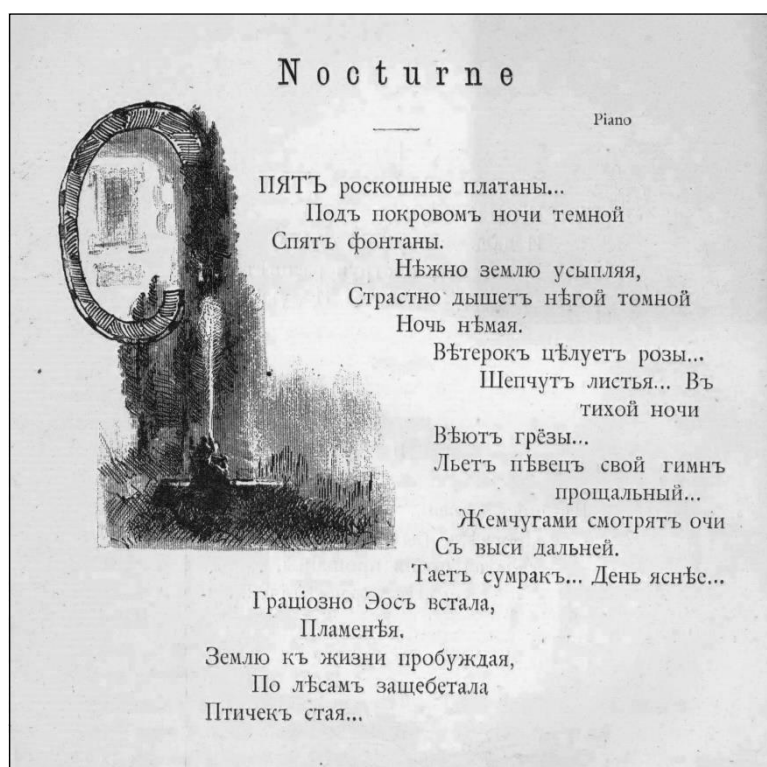 Nocturne
Piano
СПЯТЪ роскошные платаны...
Подъ покровомъ ночи темной
Спятъ фонтаны.
Нѣжно землю усыпляя,
Страстно дышетъ нѣгой томной
Ночь нѣмая.
Вѣтерокъ цѣлуетъ розы...
Шепчутъ листья... Въ
тихой ночи
Вѣютъ грёзы...
Льетъ пѣвецъ свой гимнъ
прощальный...
Жемчугами смотрятъ очи
Съ выси дальней.
Таетъ сумракъ... День яснѣе...
Граціозно Эосъ встала,
Пламенѣя,
Землю къ жизни пробуждая,
По лѣсамъ защебетала
Птичекъ стая...